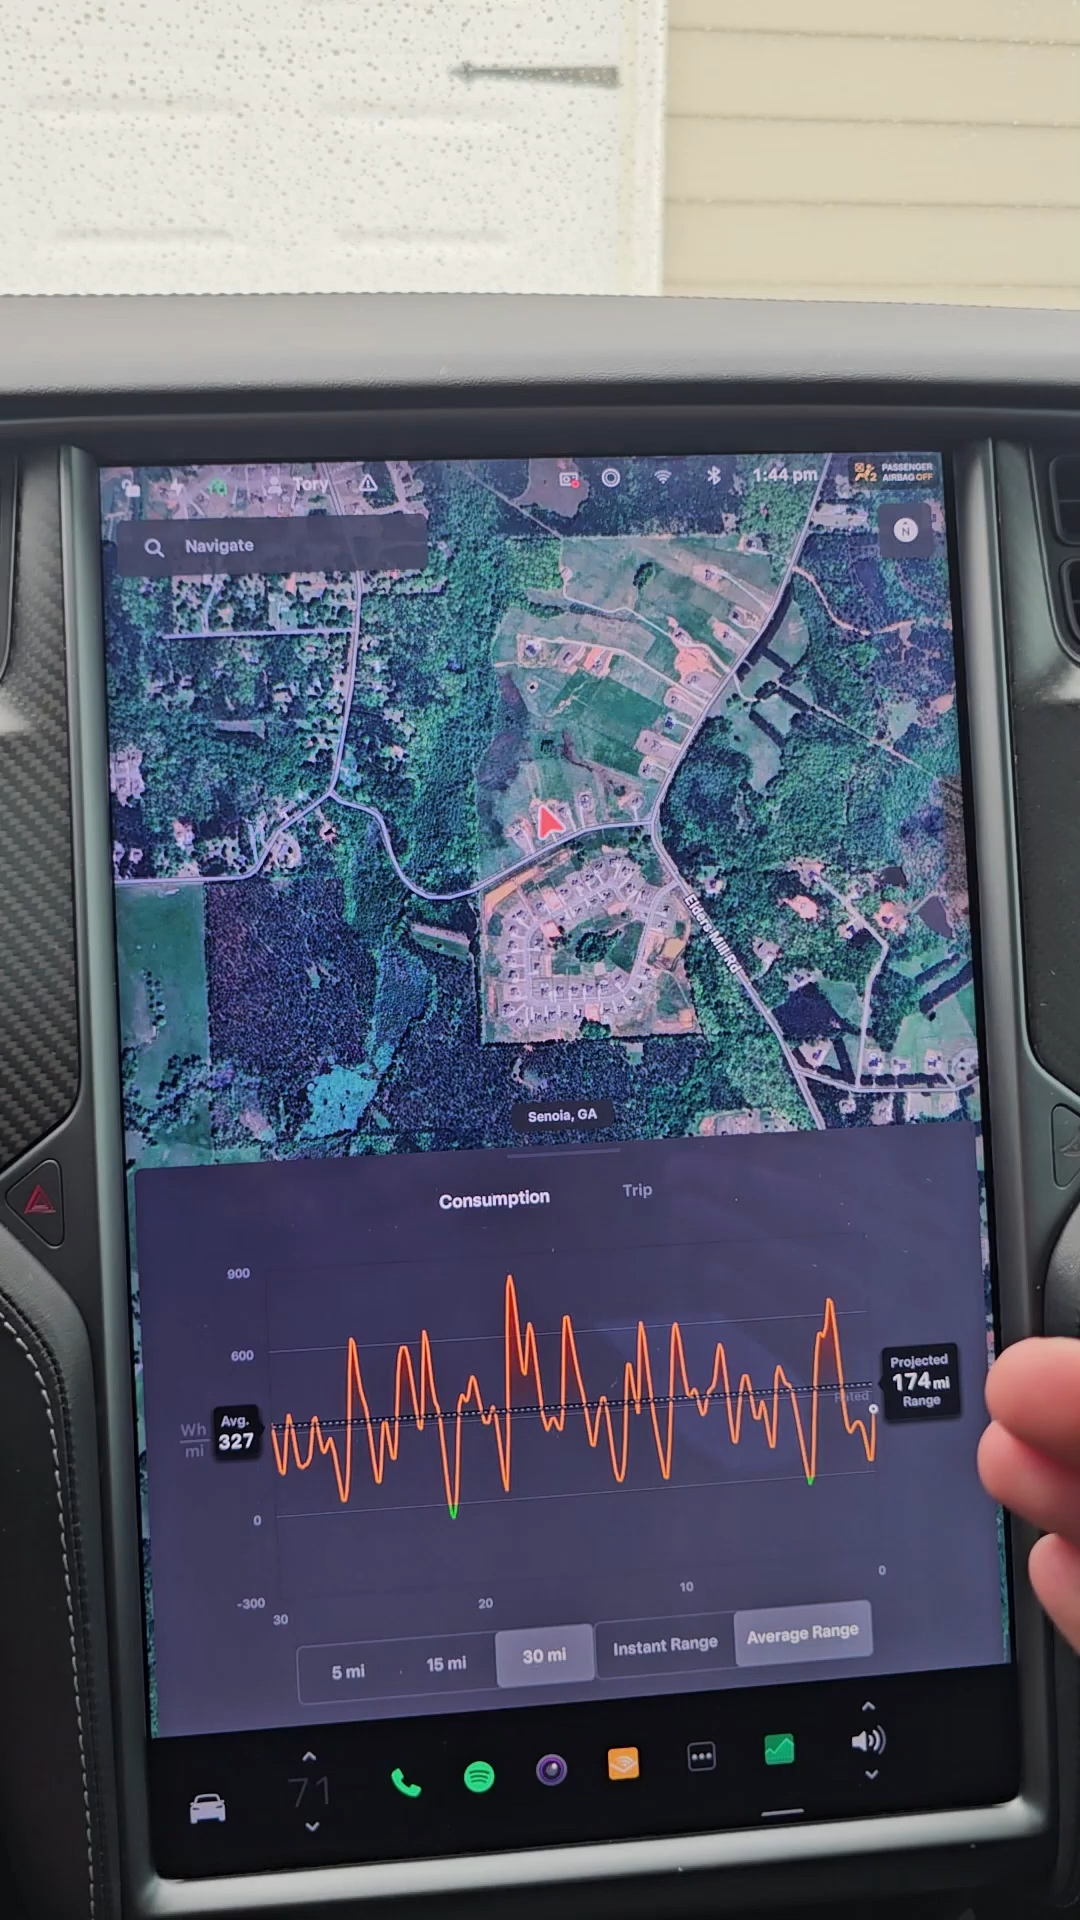 Tory
1:44 pm
PASSENGER
AIRBAG OFF
2
Navigate
N
Elders Mill Rd
Senoia, GA
Consumption
Trip
900
600
0
-300
Wh
mi
Avg.
327
Rated
Projected
174 mi
Range
30
20
10
0
5 mi
15 mi
30 mi
Instant Range
Average Range
71